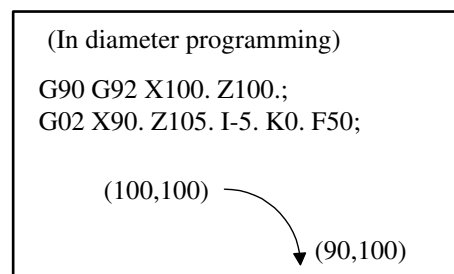 (In diameter programming)
G90 G92 X100. Z100.;
G02 X90. Z105. I-5. K0. F50;
(100,100)
(90,100)